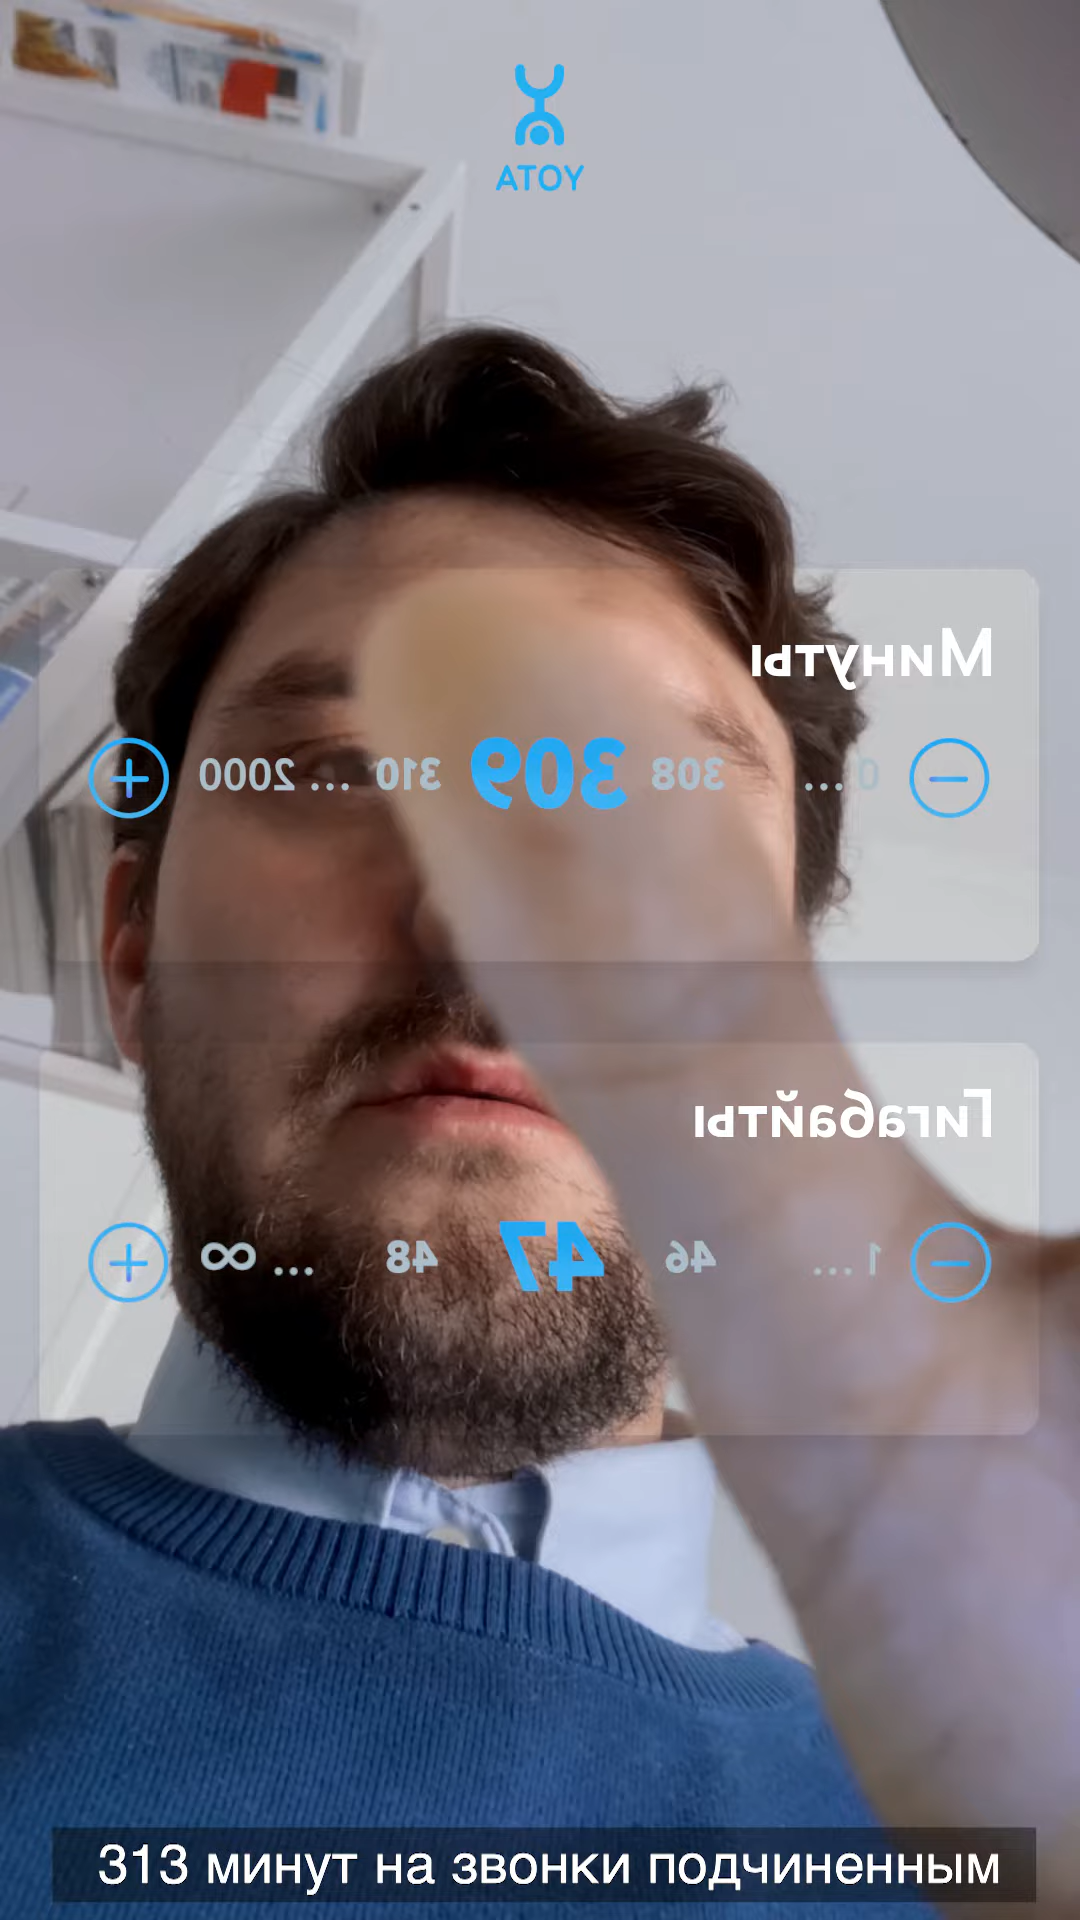 YOTA
Минуты
− 0 ... 308 309 310 ... 2000 +
Гигабайты
− 1 ... 46 47 48 ... ∞ +
313 минут на звонки подчиненным